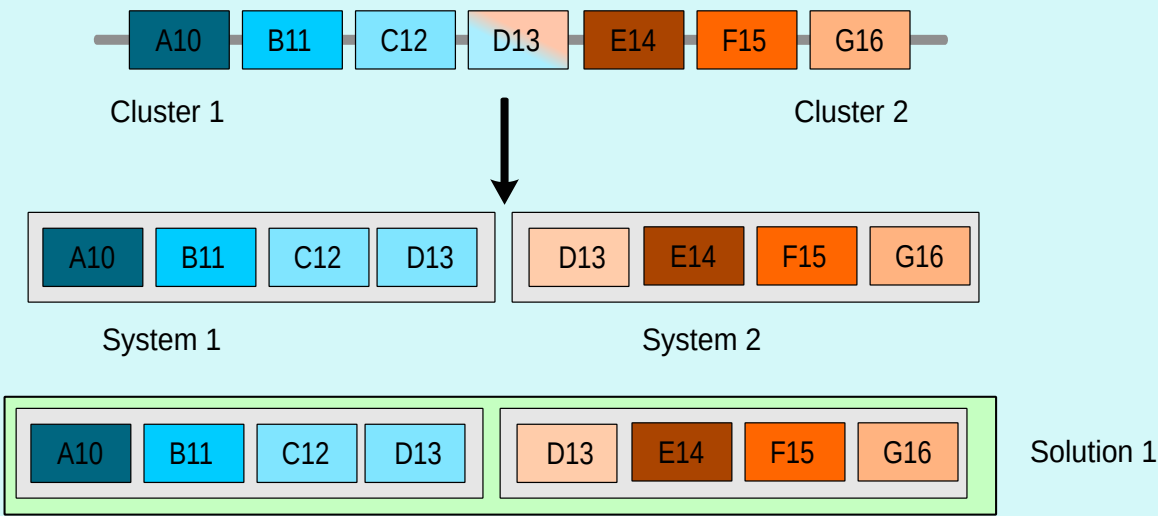 A10 B11 C12 D13 E14 F15 G16
Cluster 1 Cluster 2
A10 B11 C12 D13 D13 E14 F15 G16
System 1 System 2
A10 B11 C12 D13 D13 E14 F15 G16 Solution 1